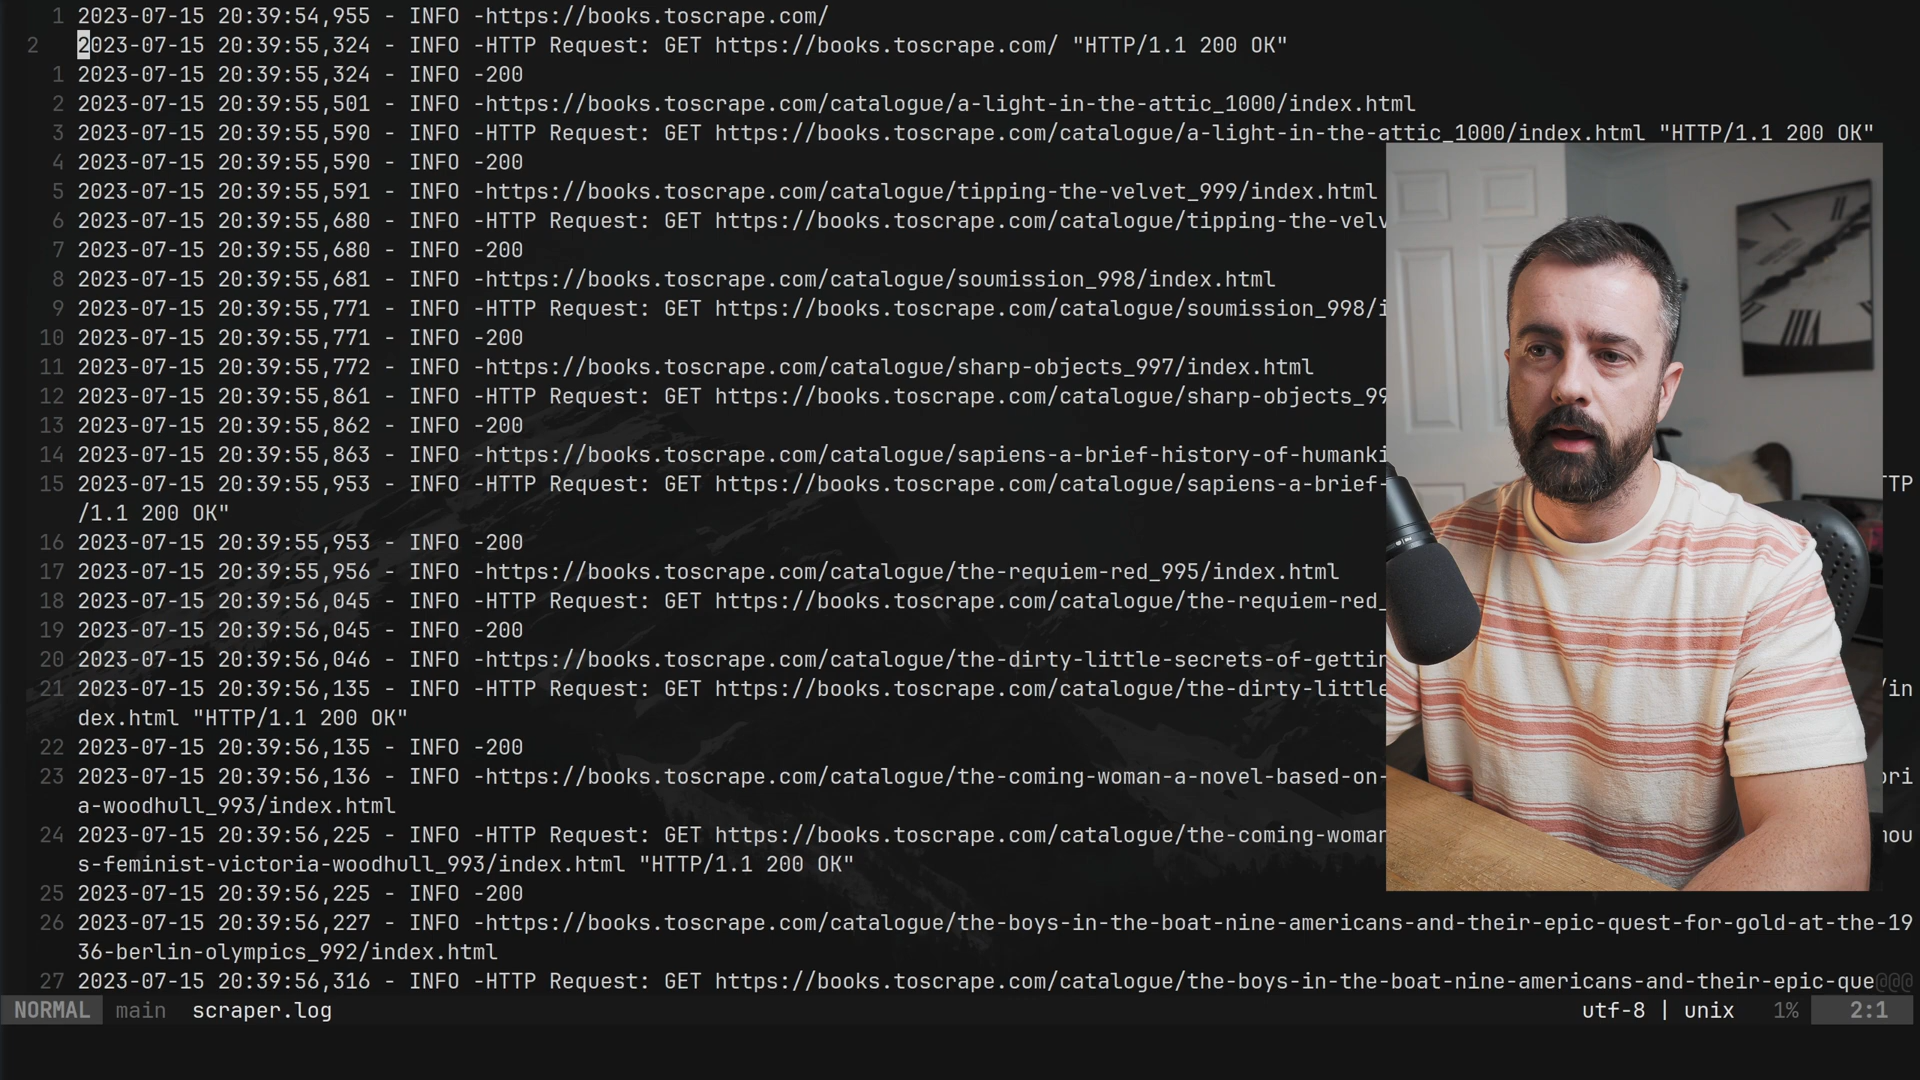 1 2023-07-15 20:39:54,955 - INFO -https://books.toscrape.com/
2 2023-07-15 20:39:55,324 - INFO -HTTP Request: GET https://books.toscrape.com/ "HTTP/1.1 200 OK"
1 2023-07-15 20:39:55,324 - INFO -200
2 2023-07-15 20:39:55,501 - INFO -https://books.toscrape.com/catalogue/a-light-in-the-attic_1000/index.html
3 2023-07-15 20:39:55,590 - INFO -HTTP Request: GET https://books.toscrape.com/catalogue/a-light-in-the-attic_1000/index.html "HTTP/1.1 200 OK"
4 2023-07-15 20:39:55,590 - INFO -200
5 2023-07-15 20:39:55,591 - INFO -https://books.toscrape.com/catalogue/tipping-the-velvet_999/index.html
6 2023-07-15 20:39:55,680 - INFO -HTTP Request: GET https://books.toscrape.com/catalogue/tipping-the-velv
7 2023-07-15 20:39:55,680 - INFO -200
8 2023-07-15 20:39:55,681 - INFO -https://books.toscrape.com/catalogue/soumission_998/index.html
9 2023-07-15 20:39:55,771 - INFO -HTTP Request: GET https://books.toscrape.com/catalogue/soumission_998/i
10 2023-07-15 20:39:55,771 - INFO -200
11 2023-07-15 20:39:55,772 - INFO -https://books.toscrape.com/catalogue/sharp-objects_997/index.html
12 2023-07-15 20:39:55,861 - INFO -HTTP Request: GET https://books.toscrape.com/catalogue/sharp-objects_99
13 2023-07-15 20:39:55,862 - INFO -200
14 2023-07-15 20:39:55,863 - INFO -https://books.toscrape.com/catalogue/sapiens-a-brief-history-of-humanki
15 2023-07-15 20:39:55,953 - INFO -HTTP Request: GET https://books.toscrape.com/catalogue/sapiens-a-brief- TP
/1.1 200 OK"
16 2023-07-15 20:39:55,953 - INFO -200
17 2023-07-15 20:39:55,956 - INFO -https://books.toscrape.com/catalogue/the-requiem-red_995/index.html
18 2023-07-15 20:39:56,045 - INFO -HTTP Request: GET https://books.toscrape.com/catalogue/the-requiem-red_
19 2023-07-15 20:39:56,045 - INFO -200
20 2023-07-15 20:39:56,046 - INFO -https://books.toscrape.com/catalogue/the-dirty-little-secrets-of-gettin
21 2023-07-15 20:39:56,135 - INFO -HTTP Request: GET https://books.toscrape.com/catalogue/the-dirty-little /in
dex.html "HTTP/1.1 200 OK"
22 2023-07-15 20:39:56,135 - INFO -200
23 2023-07-15 20:39:56,136 - INFO -https://books.toscrape.com/catalogue/the-coming-woman-a-novel-based-on- ori
a-woodhull_993/index.html
24 2023-07-15 20:39:56,225 - INFO -HTTP Request: GET https://books.toscrape.com/catalogue/the-coming-woman mou
s-feminist-victoria-woodhull_993/index.html "HTTP/1.1 200 OK"
25 2023-07-15 20:39:56,225 - INFO -200
26 2023-07-15 20:39:56,227 - INFO -https://books.toscrape.com/catalogue/the-boys-in-the-boat-nine-americans-and-their-epic-quest-for-gold-at-the-19
36-berlin-olympics_992/index.html
27 2023-07-15 20:39:56,316 - INFO -HTTP Request: GET https://books.toscrape.com/catalogue/the-boys-in-the-boat-nine-americans-and-their-epic-que@@@
NORMAL main scraper.log utf-8 | unix 1% 2:1